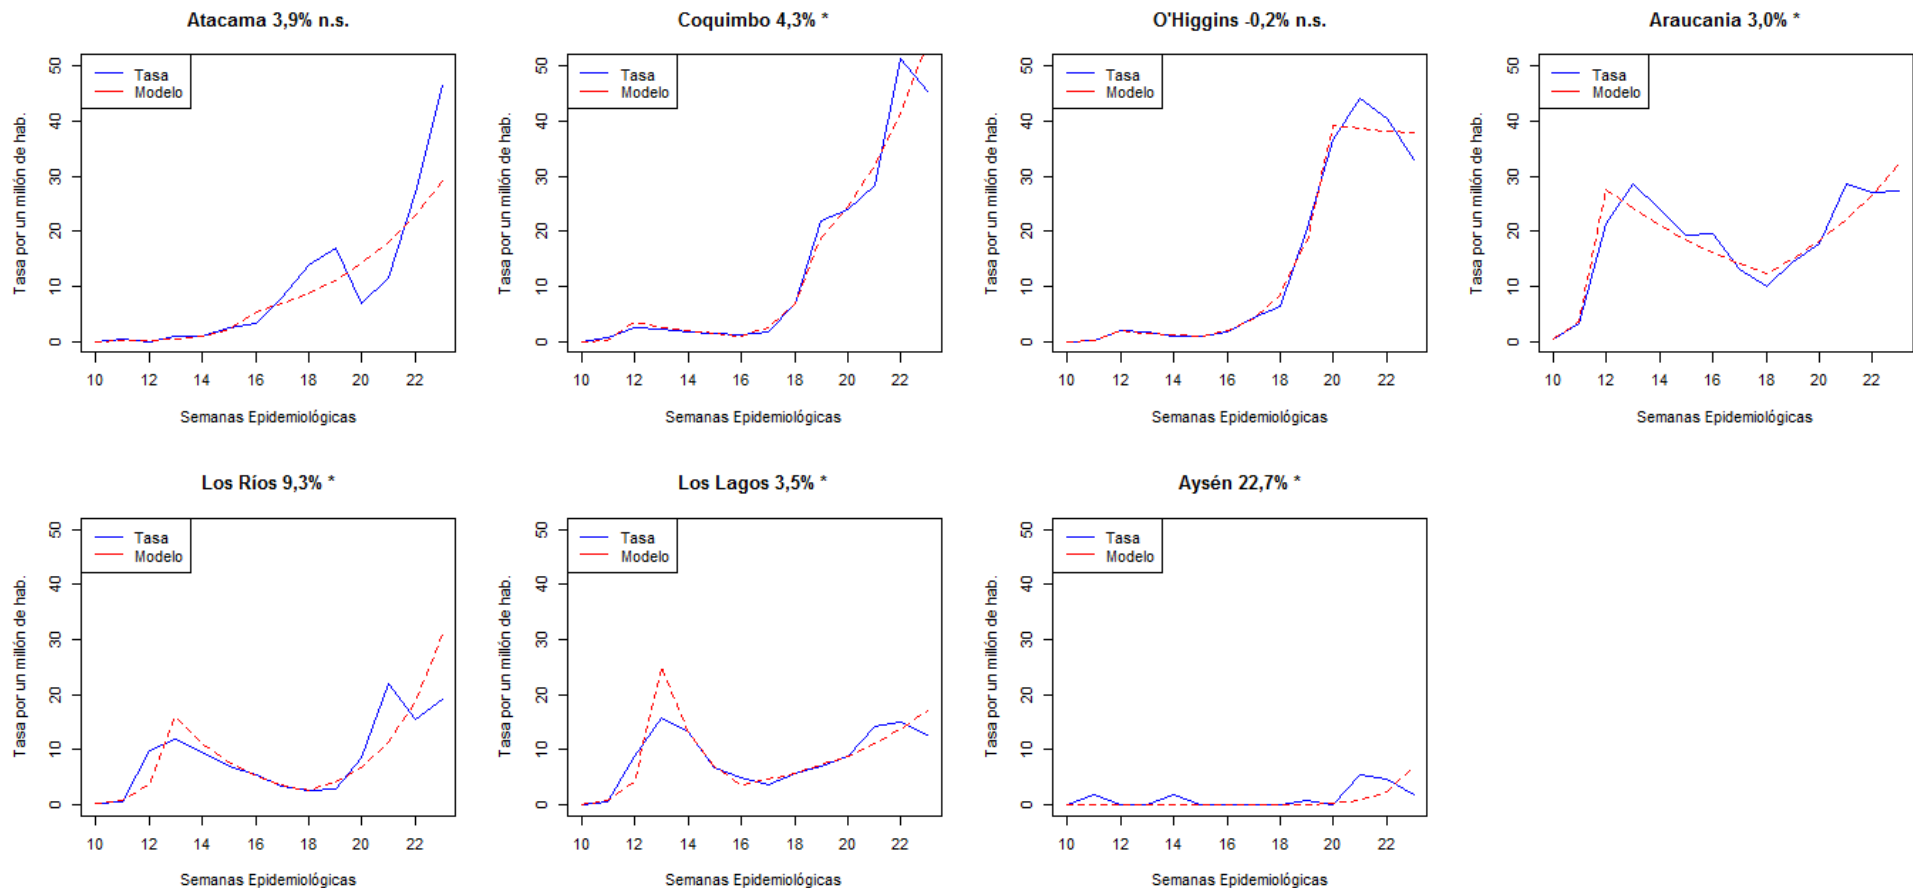 Atacama 3,9% n.s.
Tasa
Modelo
Tasa por un millón de hab.
0 10 20 30 40 50
10 12 14 16 18 20 22
Semanas Epidemiológicas
Coquimbo 4,3% *
Tasa
Modelo
Tasa por un millón de hab.
0 10 20 30 40 50
10 12 14 16 18 20 22
Semanas Epidemiológicas
O'Higgins -0,2% n.s.
Tasa
Modelo
Tasa por un millón de hab.
0 10 20 30 40 50
10 12 14 16 18 20 22
Semanas Epidemiológicas
Araucania 3,0% *
Tasa
Modelo
Tasa por un millón de hab.
0 10 20 30 40 50
10 12 14 16 18 20 22
Semanas Epidemiológicas
Los Ríos 9,3% *
Tasa
Modelo
Tasa por un millón de hab.
0 10 20 30 40 50
10 12 14 16 18 20 22
Semanas Epidemiológicas
Los Lagos 3,5% *
Tasa
Modelo
Tasa por un millón de hab.
0 10 20 30 40 50
10 12 14 16 18 20 22
Semanas Epidemiológicas
Aysén 22,7% *
Tasa
Modelo
Tasa por un millón de hab.
0 10 20 30 40 50
10 12 14 16 18 20 22
Semanas Epidemiológicas